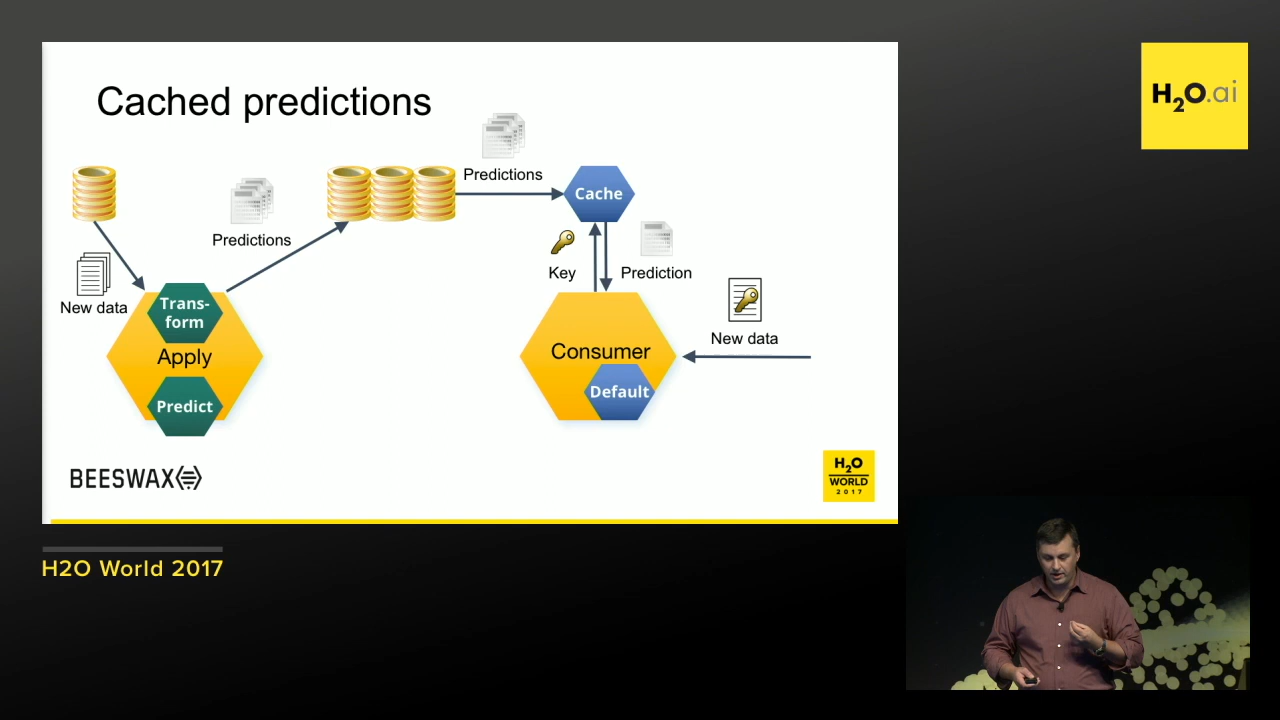 Cached predictions
H2O.ai
Predictions
Cache
Predictions
Key
Prediction
New data
Trans-
form
Apply
Predict
Consumer
Default
New data
BEESWAX
H2O
WORLD
2017
H2O World 2017